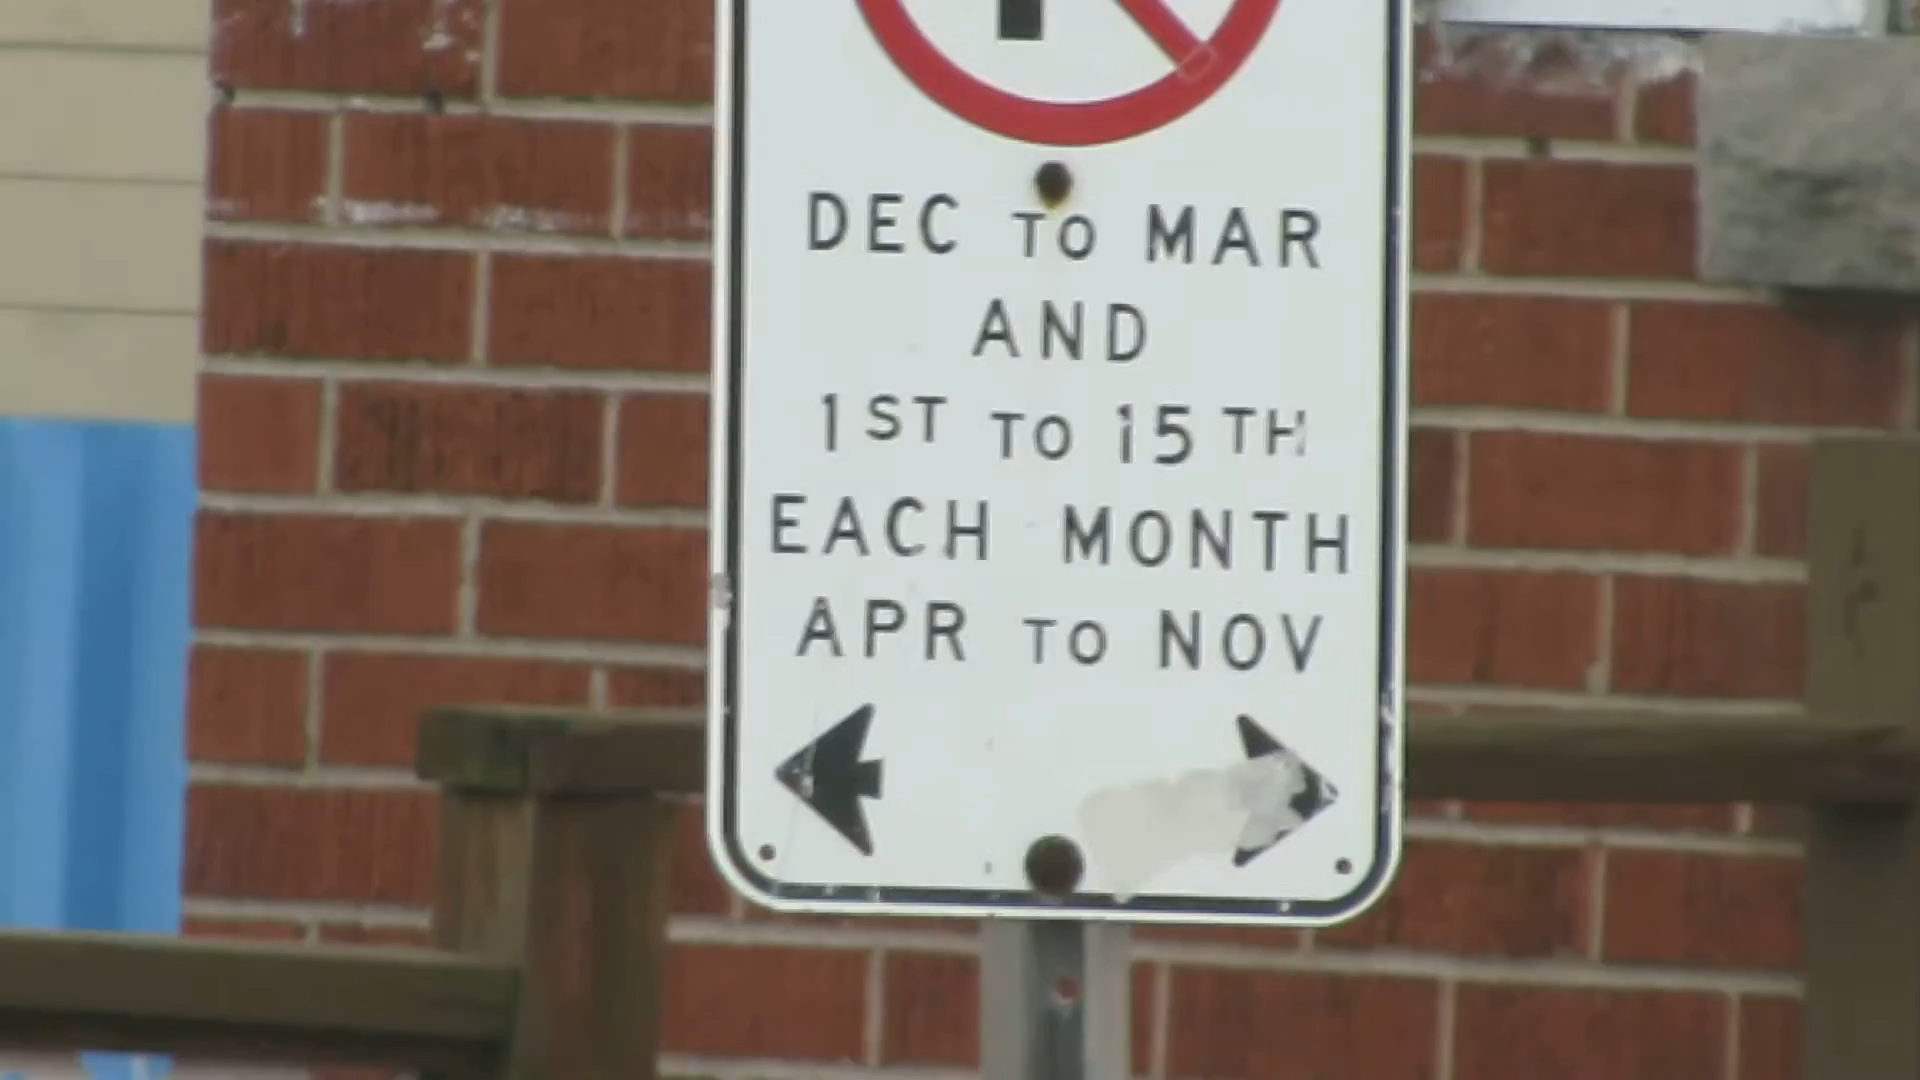 DEC TO MAR
AND
1ST TO 15TH
EACH MONTH
APR TO NOV